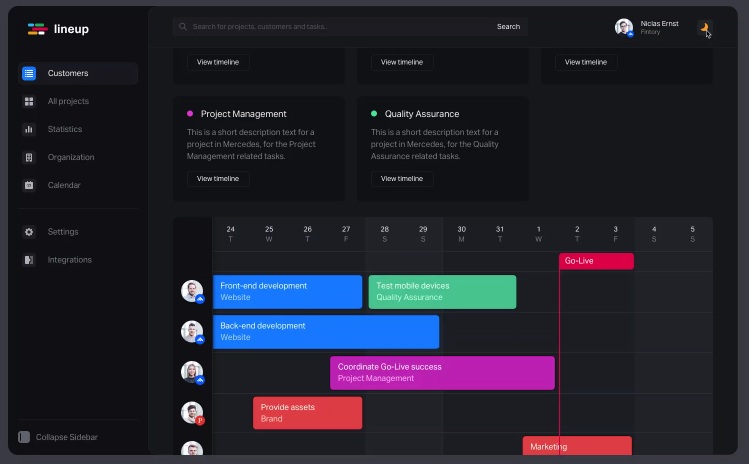 lineup
Search for projects, customers and tasks..
Search
Niclas Ernst
Fintory
Customers
All projects
Statistics
Organization
Calendar
Settings
Integrations
Collapse Sidebar
View timeline
View timeline
View timeline
Project Management
This is a short description text for a
project in Mercedes, for the Project
Management related tasks.
View timeline
Quality Assurance
This is a short description text for a
project in Mercedes, for the Quality
Assurance related tasks.
View timeline
24 25 26 27 28 29 30 31 1 2 3 4 5
T W T F S S M T W T F S S
Go-Live
Front-end development
Website
Test mobile devices
Quality Assurance
Back-end development
Website
Coordinate Go-Live success
Project Management
Provide assets
Brand
Marketing